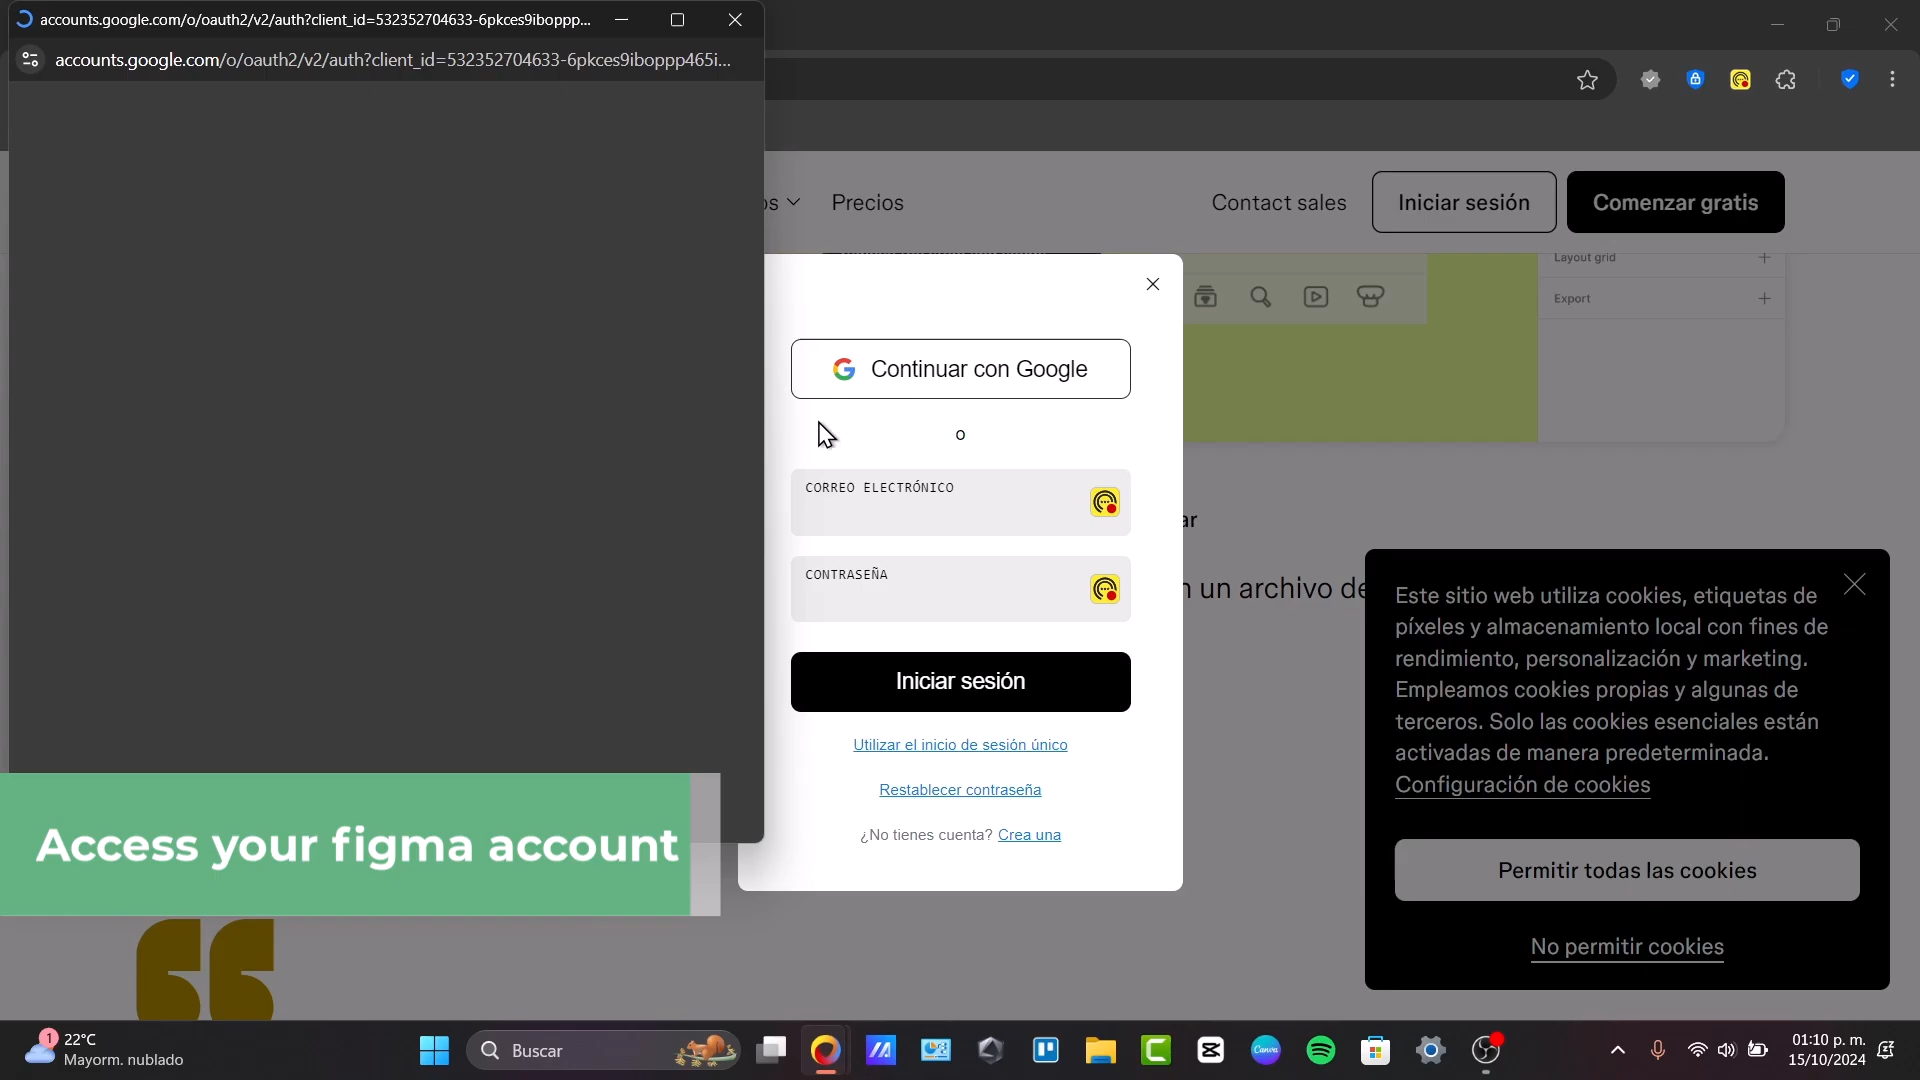 accounts.google.com/o/oauth2/v2/auth?client_id=532352704633-6pkces9iboppp...
accounts.google.com/o/oauth2/v2/auth?client_id=532352704633-6pkces9iboppp465i...
os
Precios
Contact sales
Iniciar sesión
Comenzar gratis
Layout grid
Export
Continuar con Google
o
CORREO ELECTRÓNICO
CONTRASEÑA
Iniciar sesión
Utilizar el inicio de sesión único
Restablecer contraseña
¿No tienes cuenta? Crea una
ar
n un archivo de
Este sitio web utiliza cookies, etiquetas de
píxeles y almacenamiento local con fines de
rendimiento, personalización y marketing.
Empleamos cookies propias y algunas de
terceros. Solo las cookies esenciales están
activadas de manera predeterminada.
Configuración de cookies
Permitir todas las cookies
No permitir cookies
Access your figma account
1
22°C
Mayorm. nublado
Buscar
Canva
01:10 p. m.
15/10/2024